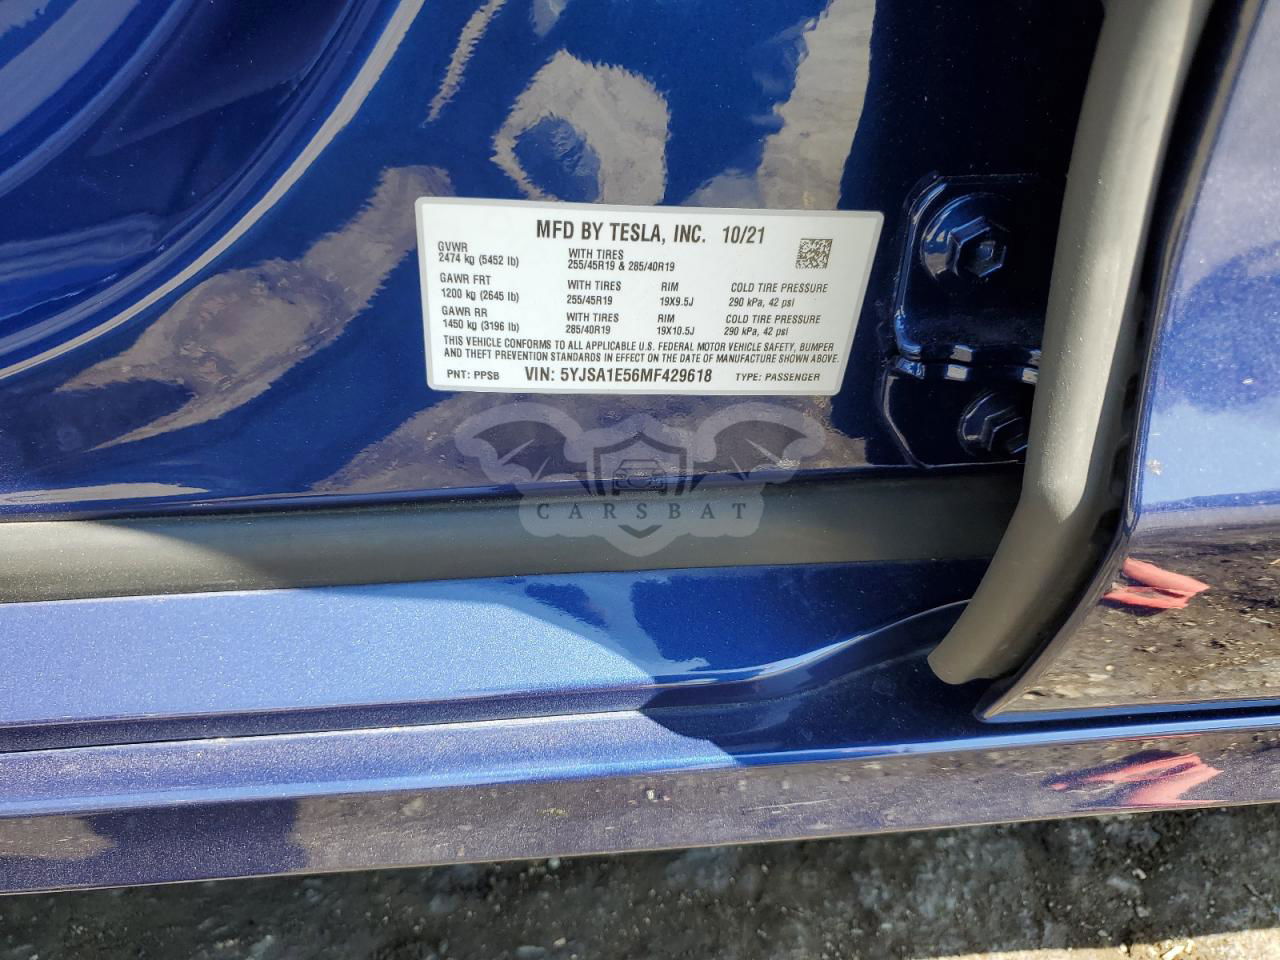 MFD BY TESLA, INC. 10/21
GVWR
2474 kg (5452 lb)
WITH TIRES
255/45R19 & 285/40R19
GAWR FRT
1200 kg (2645 lb)
WITH TIRES
255/45R19
RIM
19X9.5J
COLD TIRE PRESSURE
290 kPa, 42 psi
GAWR RR
1450 kg (3196 lb)
WITH TIRES
285/40R19
RIM
19X10.5J
COLD TIRE PRESSURE
290 kPa, 42 psi
THIS VEHICLE CONFORMS TO ALL APPLICABLE U.S. FEDERAL MOTOR VEHICLE SAFETY, BUMPER
AND THEFT PREVENTION STANDARDS IN EFFECT ON THE DATE OF MANUFACTURE SHOWN ABOVE.
PNT: PPSB VIN: 5YJSA1E56MF429618 TYPE: PASSENGER
CARSBAT